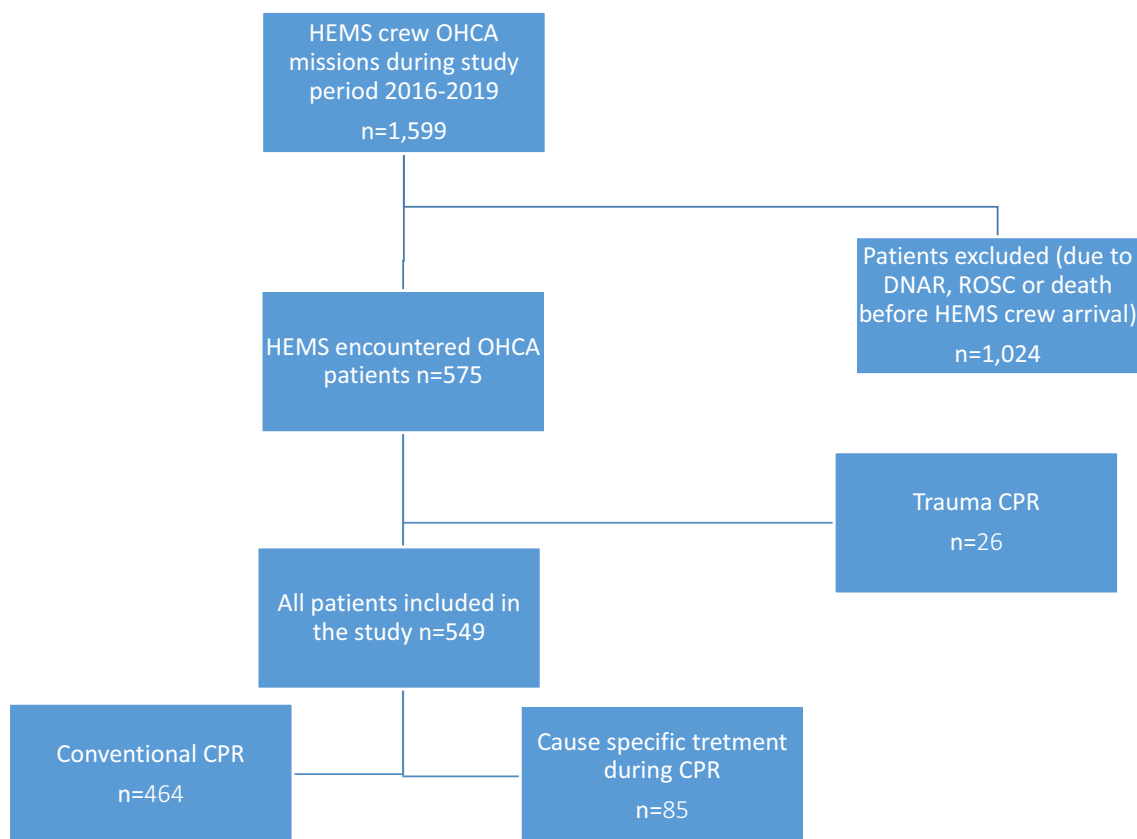 HEMS crew OHCA
missions during study
period 2016-2019
n=1,599
Patients excluded (due to
DNAR, ROSC or death
before HEMS crew arrival)
n=1,024
HEMS encountered OHCA
patients n=575
Trauma CPR
n=26
All patients included in
the study n=549
Conventional CPR
n=464
Cause specific tretment
during CPR
n=85